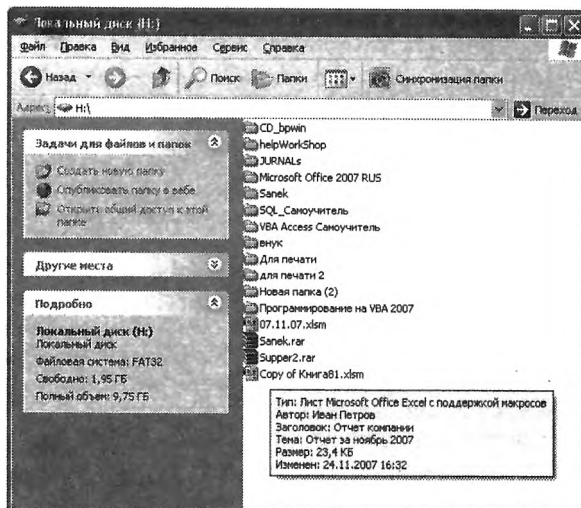 Локальный диск (H:)
Файл Правка Вид Избранное Сервис Справка
Назад Поиск Папки Синхронизация папки
Адрес: H:\ Переход
Задачи для файлов и папок
Создать новую папку
Опубликовать папку в вебе
Открыть общий доступ к этой
папке
Другие места
Подробно
Локальный диск (H:)
Локальный диск
Файловая система: FAT32
Свободно: 1,95 ГБ
Полный объем: 9,75 ГБ
CD_bpwin
helpWorkShop
JURNALs
Microsoft Office 2007 RUS
Sanek
SQL_Самоучитель
VBA Access Самоучитель
внук
Для печати
для печати 2
Новая папка (2)
Программирование на VBA 2007
07.11.07.xlsm
Sanek.rar
Supper2.rar
Copy of Книга81.xlsm
Тип: Лист Microsoft Office Excel с поддержкой макросов
Автор: Иван Петров
Заголовок: Отчет компании
Тема: Отчет за ноябрь 2007
Размер: 23,4 КБ
Изменен: 24.11.2007 16:32